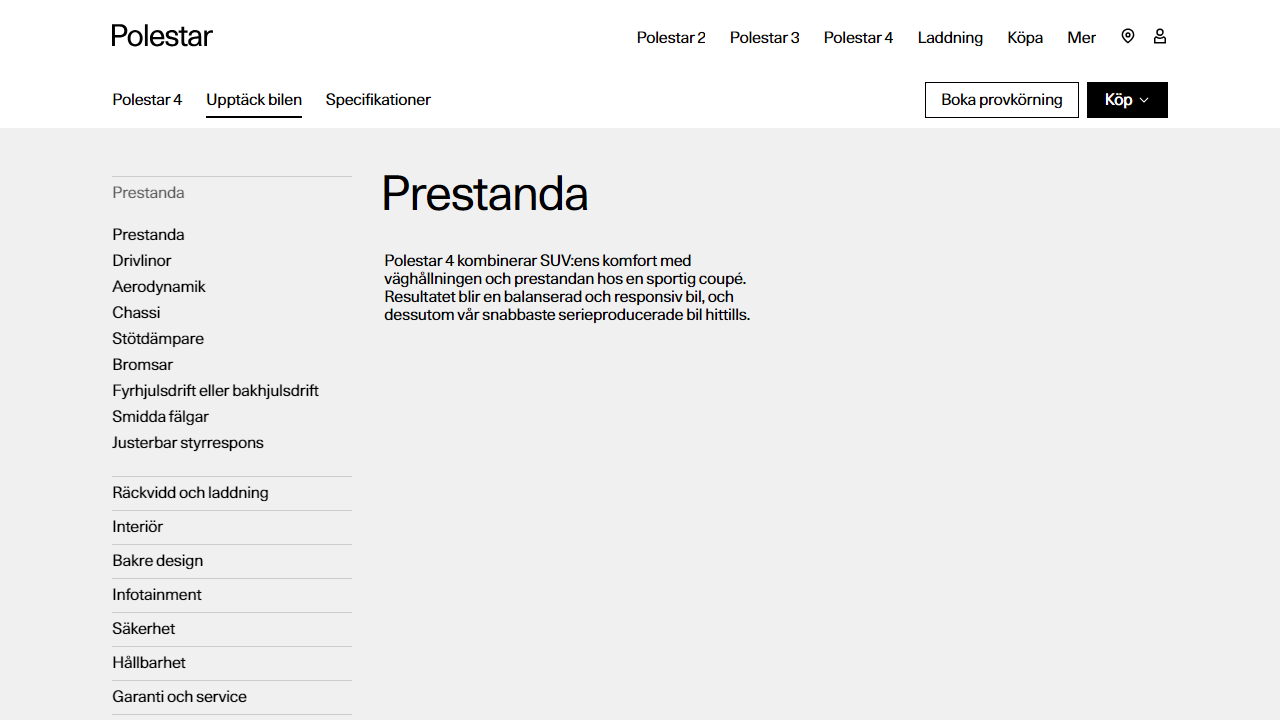 Polestar
Polestar 2
Polestar 3
Polestar 4
Laddning
Köpa
Mer
Polestar 4
Upptäck bilen
Specifikationer
Boka provkörning
Köp
Prestanda
Prestanda
Drivlinor
Aerodynamik
Chassi
Stötdämpare
Bromsar
Fyrhjulsdrift eller bakhjulsdrift
Smidda fälgar
Justerbar styrrespons
Räckvidd och laddning
Interiör
Bakre design
Infotainment
Säkerhet
Hållbarhet
Garanti och service
Prestanda
Polestar 4 kombinerar SUV:ens komfort med
väghållningen och prestandan hos en sportig coupé.
Resultatet blir en balanserad och responsiv bil, och
dessutom vår snabbaste serieproducerade bil hittills.